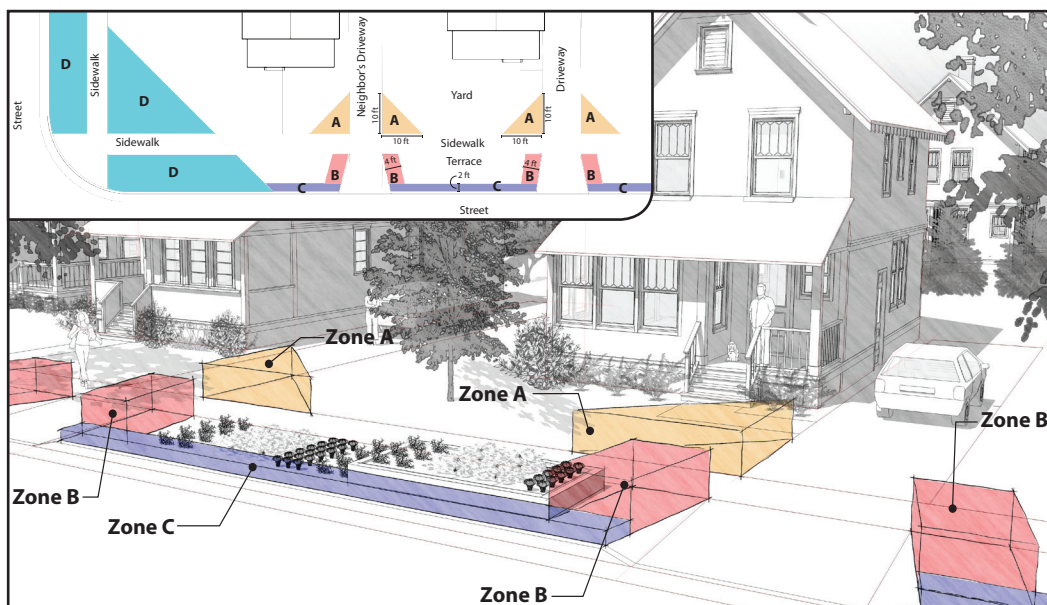 D
Sidewalk
D
Street
Sidewalk
D
Neighbor's Driveway
Driveway
Yard
A
A
A
A
10 ft
10 ft
10 ft
10 ft
Sidewalk
Terrace
4 ft
4 ft
2 ft
B
B
B
B
C
C
C
Street
Zone A
Zone A
Zone B
Zone B
Zone C
Zone B